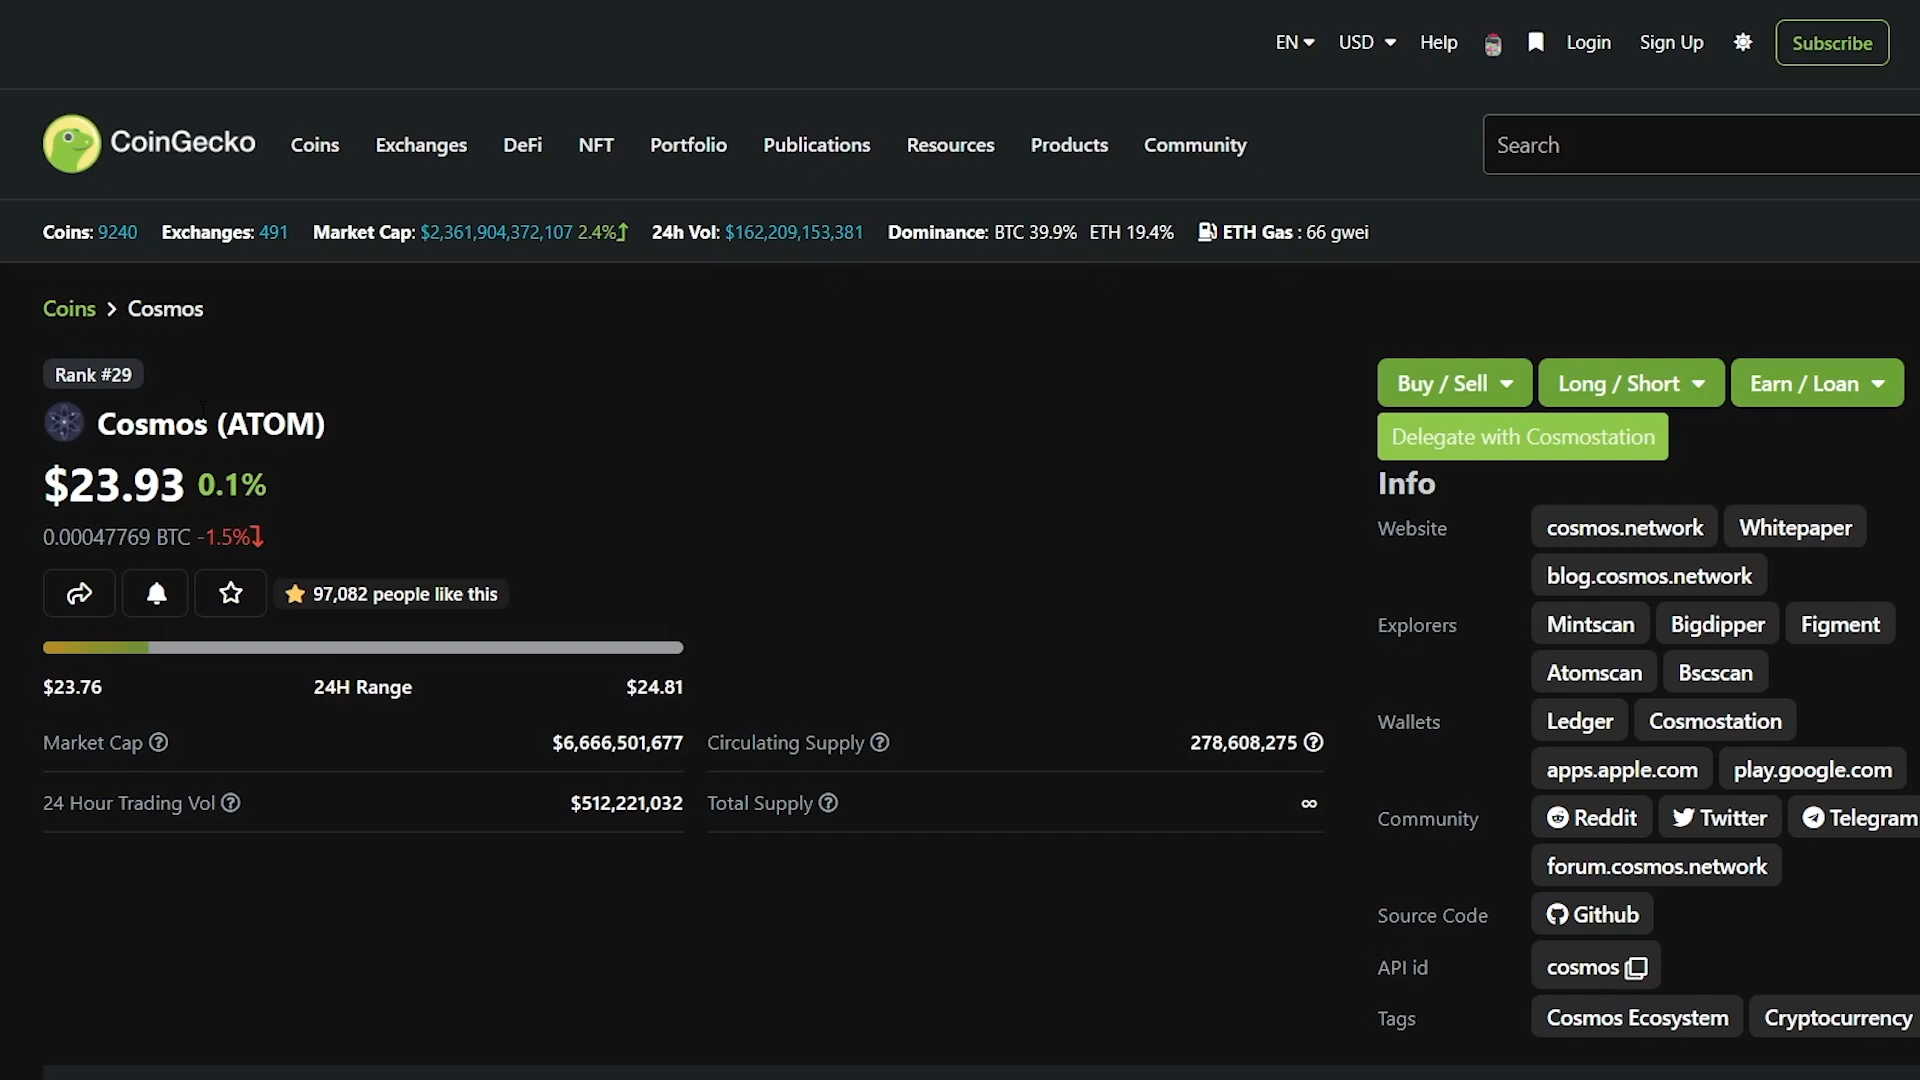 EN USD Help Login Sign Up Subscribe
CoinGecko Coins Exchanges DeFi NFT Portfolio Publications Resources Products Community Search
Coins: 9240 Exchanges: 491 Market Cap: $2,361,904,372,107 2.4% 24h Vol: $162,209,153,381 Dominance: BTC 39.9% ETH 19.4% ETH Gas : 66 gwei
Coins > Cosmos
Rank #29
Cosmos (ATOM)
$23.93 0.1%
0.00047769 BTC -1.5%
97,082 people like this
$23.76 24H Range $24.81
Market Cap ? $6,666,501,677
Circulating Supply ? 278,608,275 ?
24 Hour Trading Vol ? $512,221,032
Total Supply ? ∞
Buy / Sell Long / Short Earn / Loan
Delegate with Cosmostation
Info
Website cosmos.network Whitepaper
blog.cosmos.network
Explorers Mintscan Bigdipper Figment
Atomscan Bscscan
Wallets Ledger Cosmostation
apps.apple.com play.google.com
Community Reddit Twitter Telegram
forum.cosmos.network
Source Code Github
API id cosmos
Tags Cosmos Ecosystem Cryptocurrency